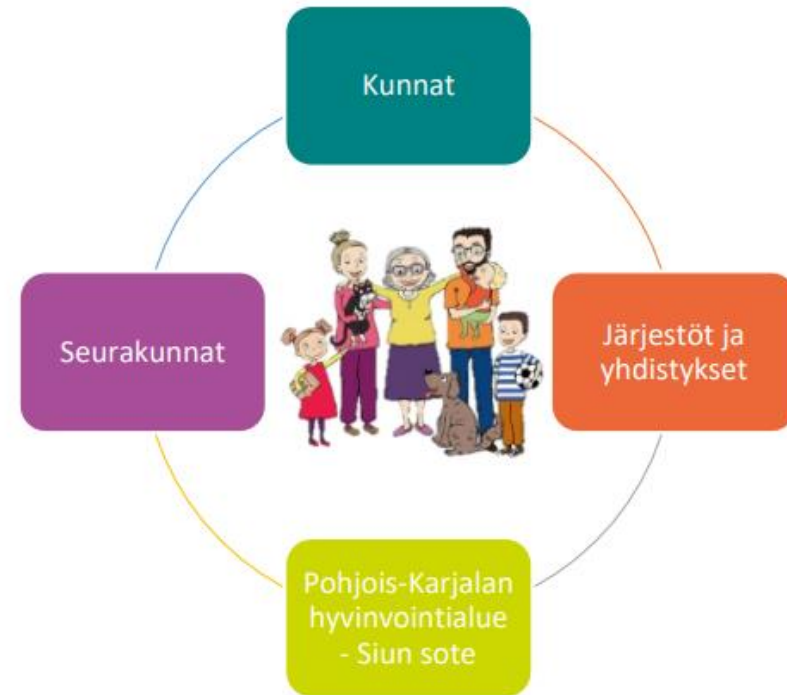 Kunnat
Seurakunnat
Järjestöt ja
yhdistykset
Pohjois-Karjalan
hyvinvointialue
- Siun sote